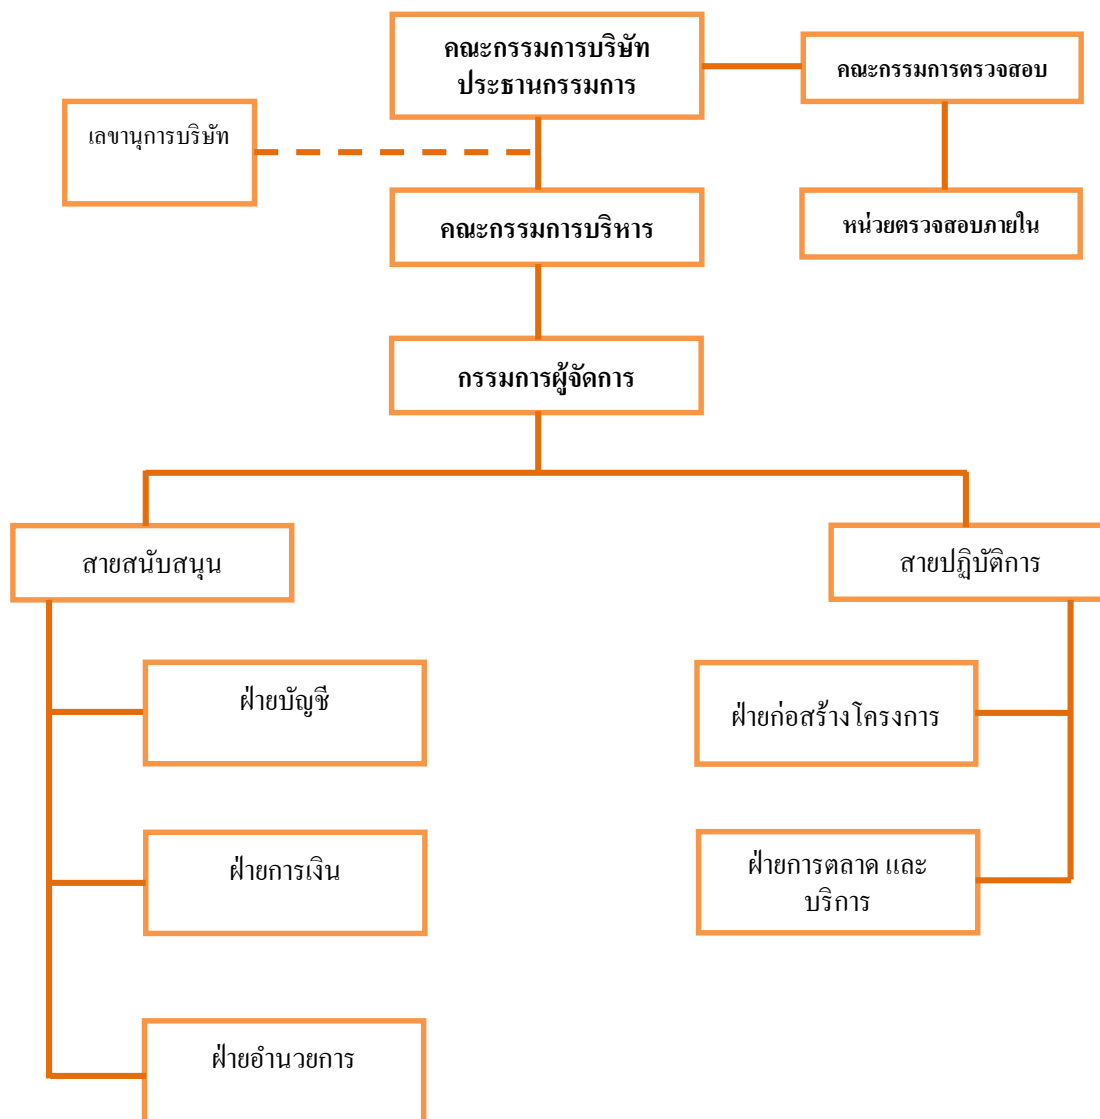 คณะกรรมการบริษัท
ประธานกรรมการ
คณะกรรมการตรวจสอบ
เลขานุการบริษัท
คณะกรรมการบริหาร
หน่วยตรวจสอบภายใน
กรรมการผู้จัดการ
สายสนับสนุน
สายปฏิบัติการ
ฝ่ายบัญชี
ฝ่ายก่อสร้างโครงการ
ฝ่ายการเงิน
ฝ่ายการตลาด และ
บริการ
ฝ่ายอำนวยการ